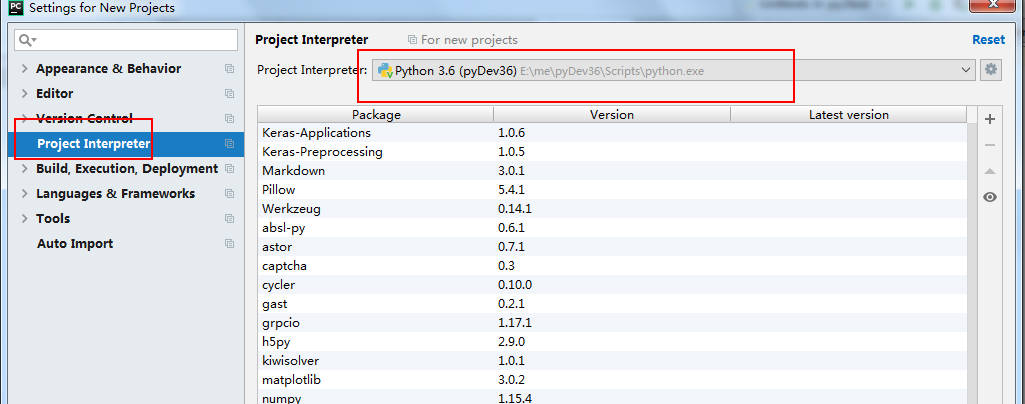 PC Settings for New Projects
Project Interpreter For new projects Reset
Appearance & Behavior
Editor
Version Control
Project Interpreter
Build, Execution, Deployment
Languages & Frameworks
Tools
Auto Import
Project Interpreter: Python 3.6 (pyDev36) E:\me\pyDev36\Scripts\python.exe
Package Version Latest version
Keras-Applications 1.0.6
Keras-Preprocessing 1.0.5
Markdown 3.0.1
Pillow 5.4.1
Werkzeug 0.14.1
absl-py 0.6.1
astor 0.7.1
captcha 0.3
cycler 0.10.0
gast 0.2.1
grpcio 1.17.1
h5py 2.9.0
kiwisolver 1.0.1
matplotlib 3.0.2
numpy 1.15.4